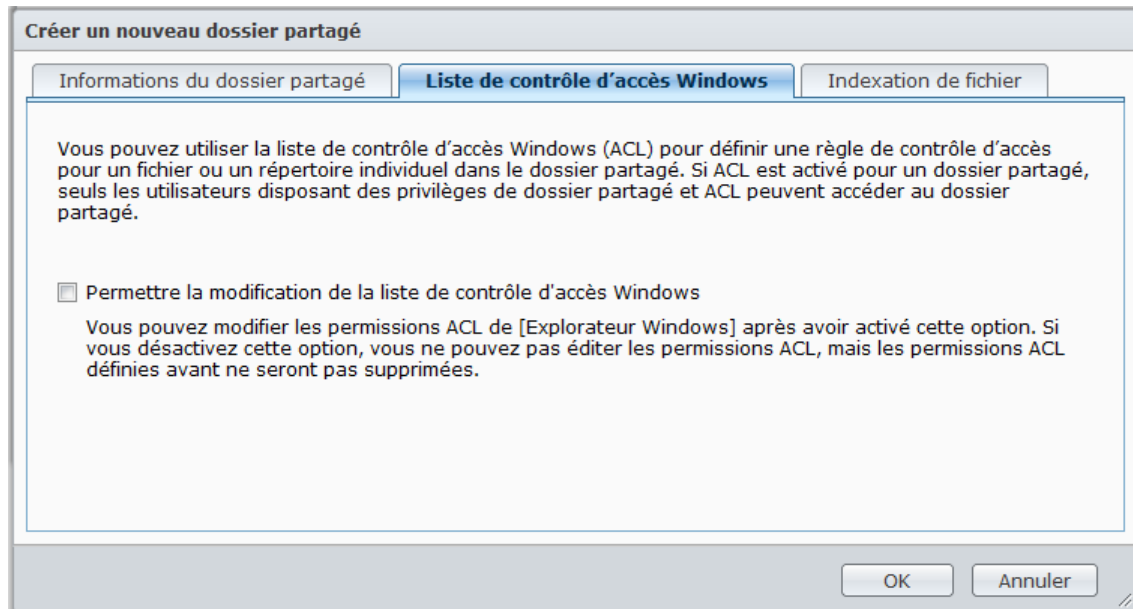 Créer un nouveau dossier partagé
Informations du dossier partagé
Liste de contrôle d’accès Windows
Indexation de fichier
Vous pouvez utiliser la liste de contrôle d’accès Windows (ACL) pour définir une règle de contrôle d’accès
pour un fichier ou un répertoire individuel dans le dossier partagé. Si ACL est activé pour un dossier partagé,
seuls les utilisateurs disposant des privilèges de dossier partagé et ACL peuvent accéder au dossier
partagé.
Permettre la modification de la liste de contrôle d'accès Windows
Vous pouvez modifier les permissions ACL de [Explorateur Windows] après avoir activé cette option. Si
vous désactivez cette option, vous ne pouvez pas éditer les permissions ACL, mais les permissions ACL
définies avant ne seront pas supprimées.
OK
Annuler